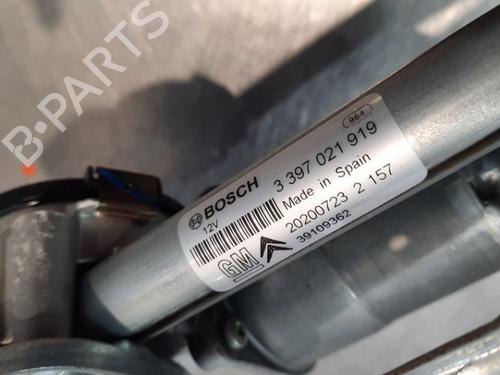 B-PARTS
964
BOSCH 3 397 021 919
12V Made in Spain
20200723 2 157
GM 39109362